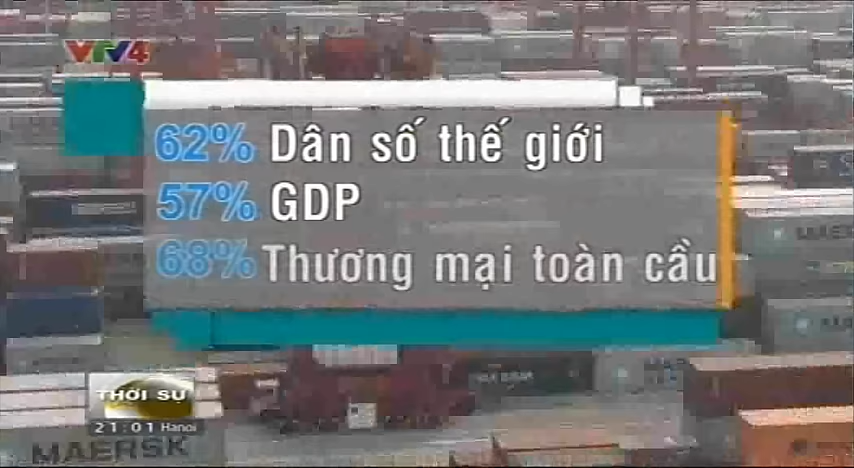 VTV4
62% Dân số thế giới
57% GDP
68% Thương mại toàn cầu
THỜI SỰ
21:01 Hanoi
MAERSK